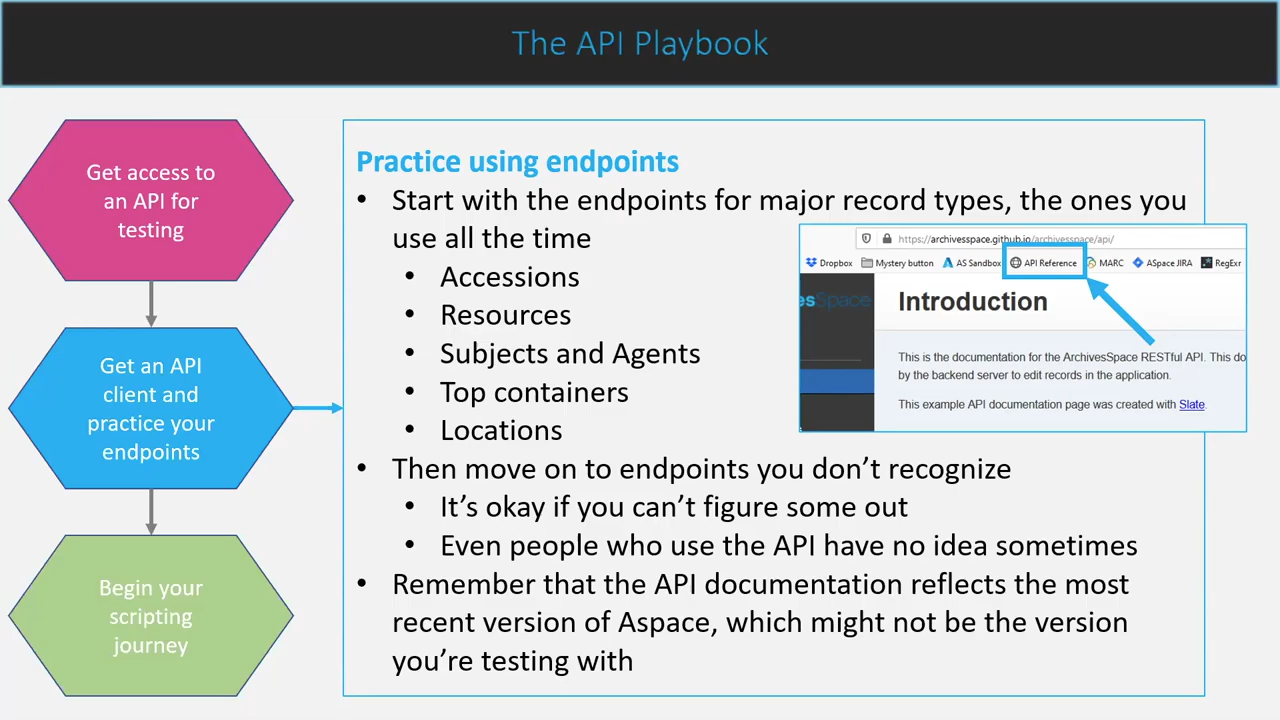 The API Playbook
Get access to
an API for
testing
Get an API
client and
practice your
endpoints
Begin your
scripting
journey
Practice using endpoints
• Start with the endpoints for major record types, the ones you
use all the time
• Accessions
• Resources
• Subjects and Agents
• Top containers
• Locations
• Then move on to endpoints you don’t recognize
• It’s okay if you can’t figure some out
• Even people who use the API have no idea sometimes
• Remember that the API documentation reflects the most
recent version of Aspace, which might not be the version
you’re testing with
https://archivesspace.github.io/archivesspace/api/
Dropbox Mystery button AS Sandbox API Reference MARC ASpace JIRA RegExr
esSpace
Introduction
This is the documentation for the ArchivesSpace RESTful API. This do
by the backend server to edit records in the application.
This example API documentation page was created with Slate.